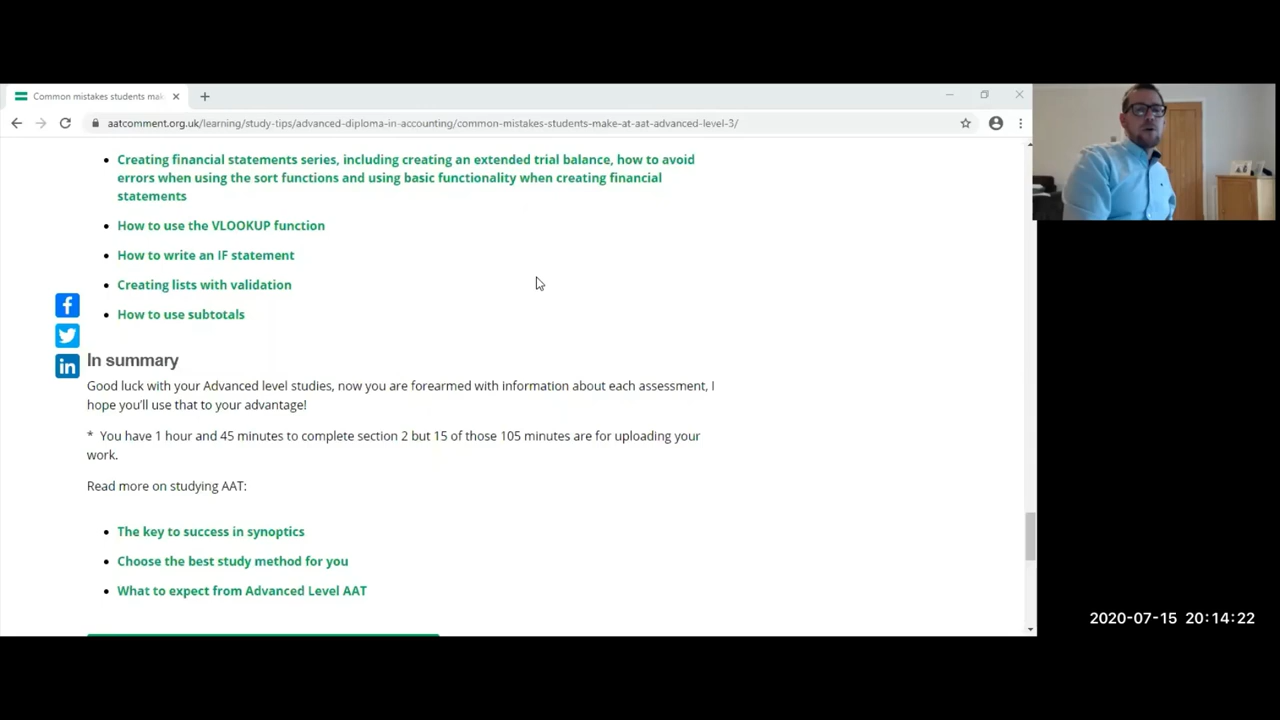 Common mistakes students mak
aatcomment.org.uk/learning/study-tips/advanced-diploma-in-accounting/common-mistakes-students-make-at-aat-advanced-level-3/
Creating financial statements series, including creating an extended trial balance, how to avoid
errors when using the sort functions and using basic functionality when creating financial
statements
How to use the VLOOKUP function
How to write an IF statement
Creating lists with validation
How to use subtotals
In summary
Good luck with your Advanced level studies, now you are forearmed with information about each assessment, I
hope you'll use that to your advantage!
* You have 1 hour and 45 minutes to complete section 2 but 15 of those 105 minutes are for uploading your
work.
Read more on studying AAT:
The key to success in synoptics
Choose the best study method for you
What to expect from Advanced Level AAT
2020-07-15 20:14:22